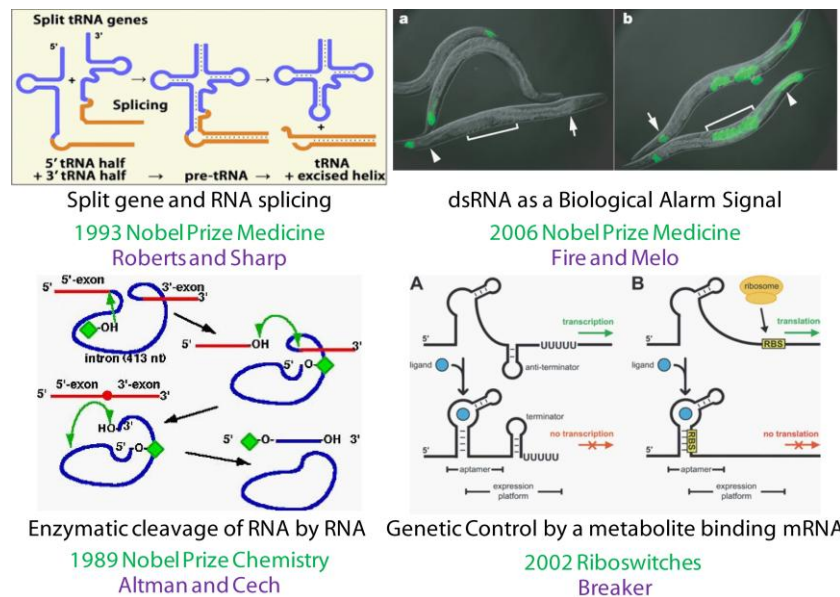 Split tRNA genes
5' 3'
+
Splicing
5' tRNA half
+ 3' tRNA half → pre-tRNA → tRNA
+ excised helix
+
Split gene and RNA splicing
1993 Nobel Prize Medicine
Roberts and Sharp
a b
dsRNA as a Biological Alarm Signal
2006 Nobel Prize Medicine
Fire and Melo
5'-exon 3'-exon
5' 3'
OH
intron (413 nt)
5' OH 3'
5' O
5'-exon 3'-exon
5' 3'
HO 3'
5' O
O OH 3'
5'
Enzymatic cleavage of RNA by RNA
1989 Nobel Prize Chemistry
Altman and Cech
A
transcription
5' UUUUU
anti-terminator
ligand
terminator
no transcription
5' UUUUU
aptamer
expression
platform
B
ribosome
translation
5' RBS
ligand
RBS
no translation
5'
aptamer
expression
platform
Genetic Control by a metabolite binding mRNA
2002 Riboswitches
Breaker